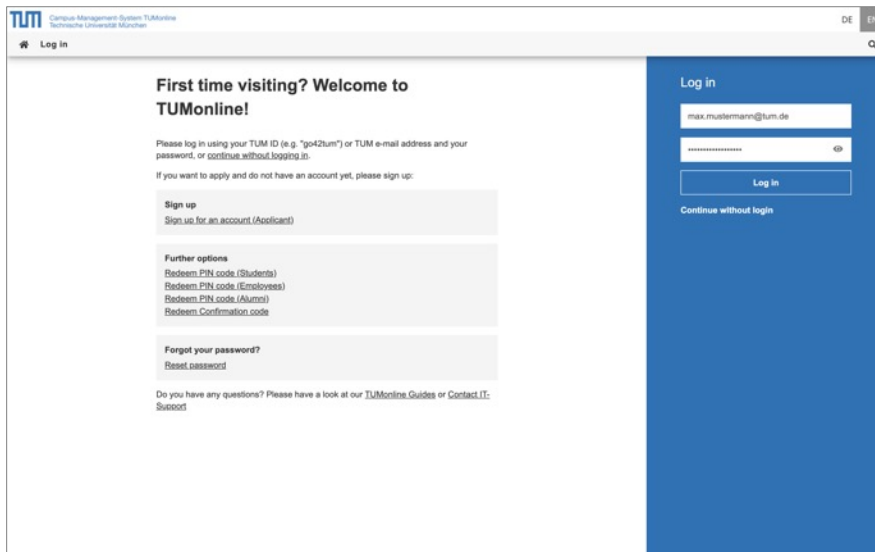 TUM
Campus-Management-System TUMonline
Technische Universität München
DE
EN
Log in
First time visiting? Welcome to
TUMonline!
Please log in using your TUM ID (e.g. "go42tum") or TUM e-mail address and your
password, or continue without logging in.
If you want to apply and do not have an account yet, please sign up:
Sign up
Sign up for an account (Applicant)
Further options
Redeem PIN code (Students)
Redeem PIN code (Employees)
Redeem PIN code (Alumni)
Redeem Confirmation code
Forgot your password?
Reset password
Do you have any questions? Please have a look at our TUMonline Guides or Contact IT-
Support
Log in
max.mustermann@tum.de
Log in
Continue without login